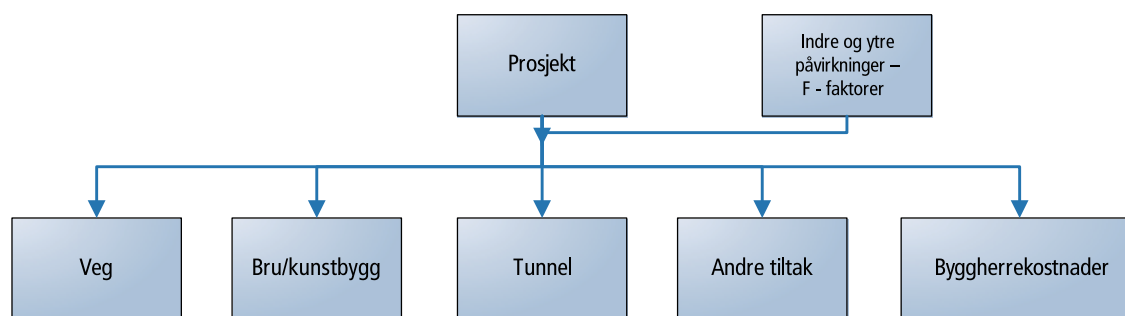 Prosjekt
Indre og ytre
påvirkninger –
F - faktorer
Veg
Bru/kunstbygg
Tunnel
Andre tiltak
Byggherrekostnader